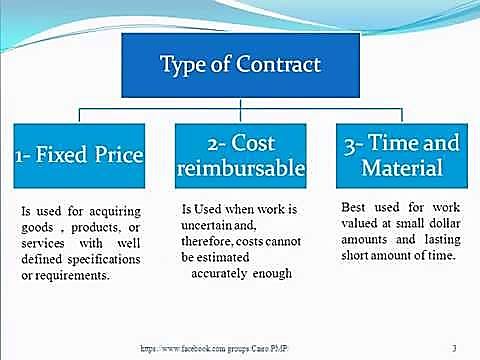 Type of Contract
1- Fixed Price
2- Cost
reimbursable
3- Time and
Material
Is used for acquiring
goods , products, or
services with well
defined specifications
or requirements.
Is Used when work is
uncertain and,
therefore, costs cannot
be estimated
accurately enough
Best used for work
valued at small dollar
amounts and lasting
short amount of time.
https://www.facebook.com/groups/Cairo.PMP/
3